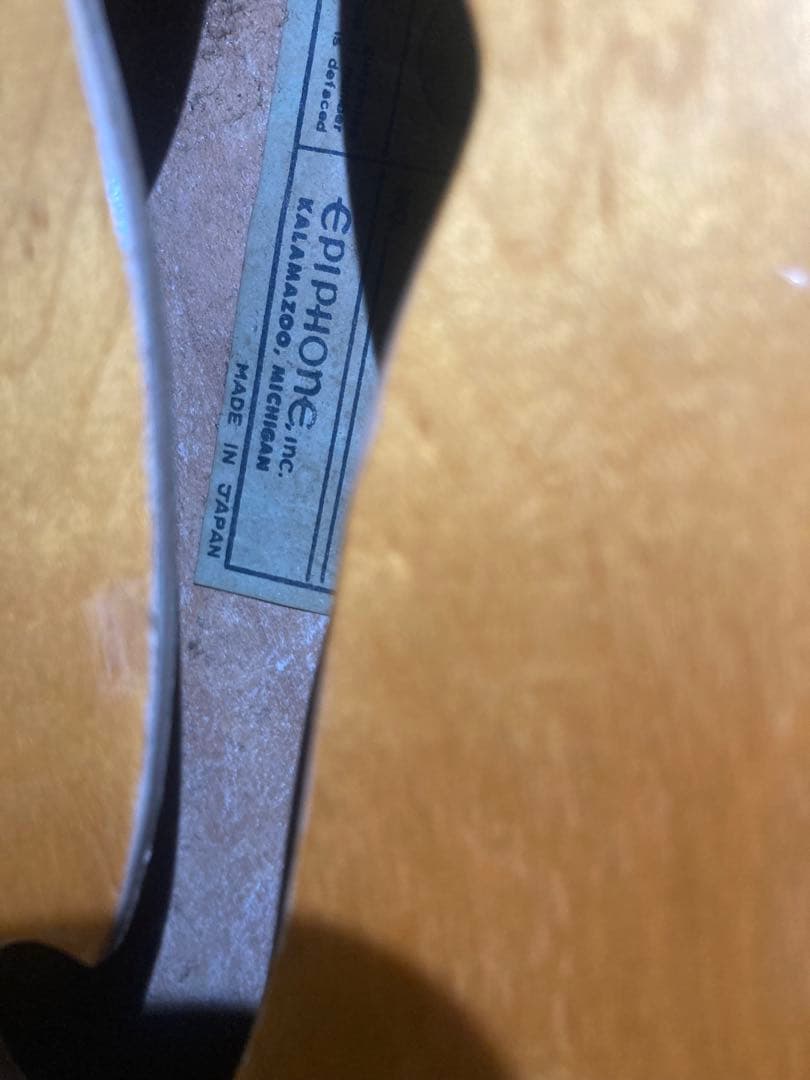 is defaced
EPIPHONE, inc.
KALAMAZOO, MICHIGAN
MADE IN JAPAN